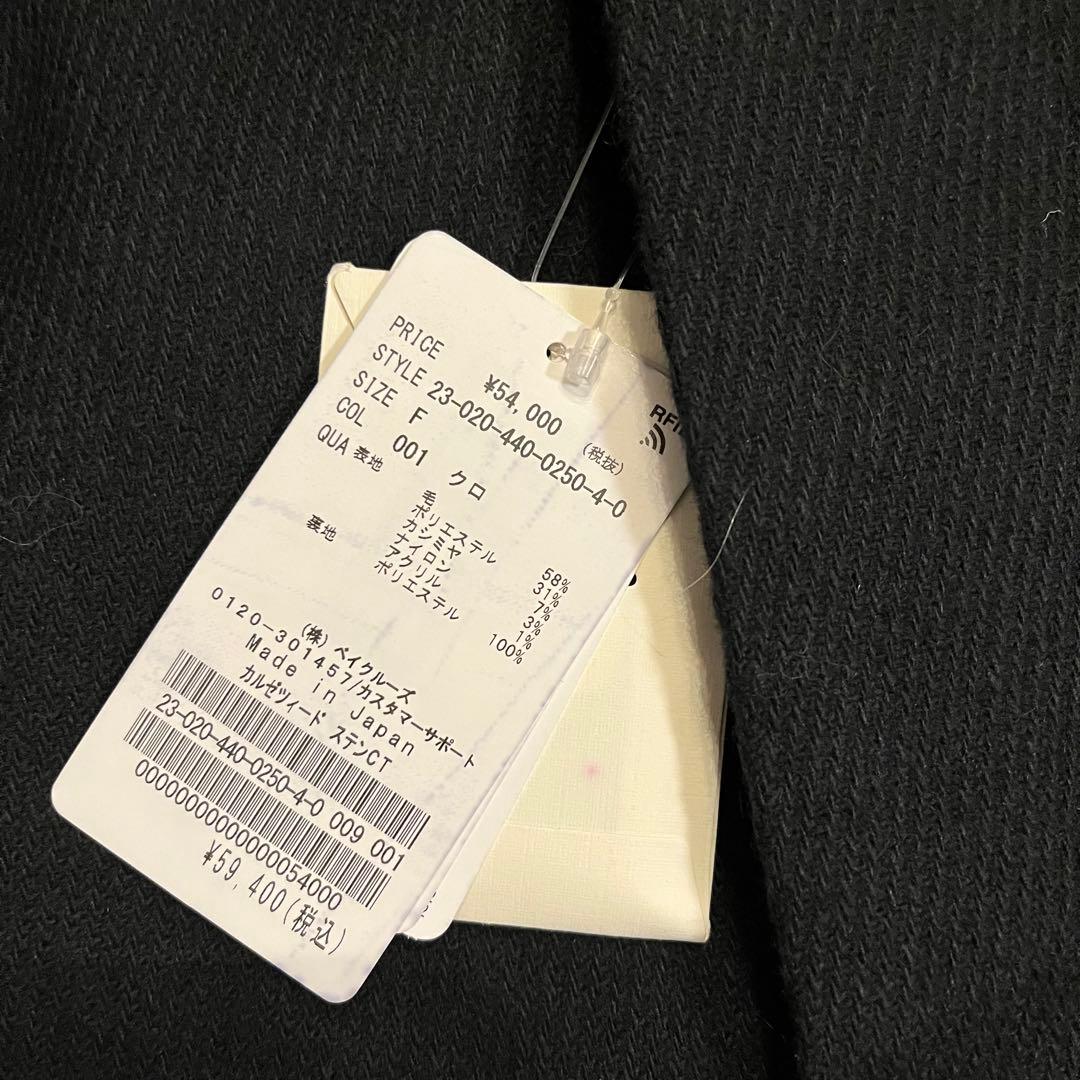 PRICE ¥54,000 (税抜)
STYLE 23-020-440-0250-4-0
SIZE F
COL 001 クロ
QUA 表地 毛 58%
ポリエステル 31%
カシミヤ 7%
ナイロン 3%
アクリル 1%
裏地 ポリエステル 100%
(株) ベイクルーズ
0120-301457/カスタマーサポート
Made in Japan
カルゼツィード ステンCT
23-020-440-0250-4-0 009 001
0000000000000054000
¥59,400(税込)